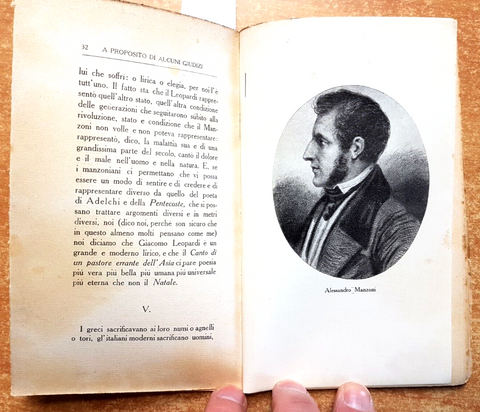 32 A PROPOSITO DI ALCUNI GIUDIZI
lui che soffrì: o lirica o elegia, per noi l'è
tutt'uno. Il fatto sta che il Leopardi rappre-
sentò quell'altro stato, quell'altra condizione
delle generazioni che seguitarono sùbito alla
rivoluzione, stato e condizione che il Man-
zoni non volle e non poteva rappresentare:
rappresentò, dico, la malattia sua e di una
grandissima parte del secolo, cantò il dolore
e il male nell'uomo e nella natura. E, se
i manzoniani ci permettano che vi possa
essere un modo di sentire e di credere e di
rappresentare diverso da quello del poeta
di Adelchi e della Pentecoste, che si pos-
san trattare argomenti diversi e in metri
diversi, noi (dico noi, perché son sicuro che
in questo almeno molti pensano come me)
noi diciamo che Giacomo Leopardi è un
grande e moderno lirico, e che il Canto di
un pastore errante dell'Asia ci pare poesia
più vera più bella più umana più universale
più eterna che non il Natale.
V.
I greci sacrificavano ai loro numi o agnelli
o tori, gl'italiani moderni sacrificano uomini,
Alessandro Manzoni